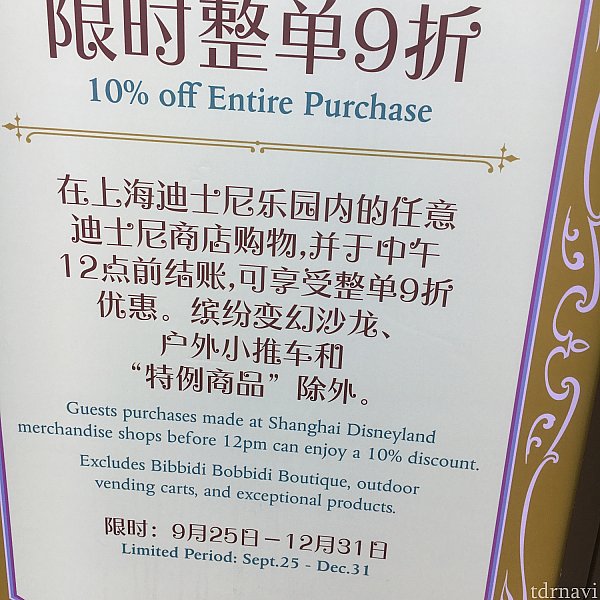 限时整单9折
10% off Entire Purchase
在上海迪士尼乐园内的任意
迪士尼商店购物,并于中午
12点前结账,可享受整单9折
优惠。缤纷变幻沙龙、
户外小推车和
“特例商品”除外。
Guests purchases made at Shanghai Disneyland
merchandise shops before 12pm can enjoy a 10% discount.
Excludes Bibbidi Bobbidi Boutique, outdoor
vending carts, and exceptional products.
限时：9月25日－12月31日
Limited Period: Sept.25 - Dec.31
tdrnavi